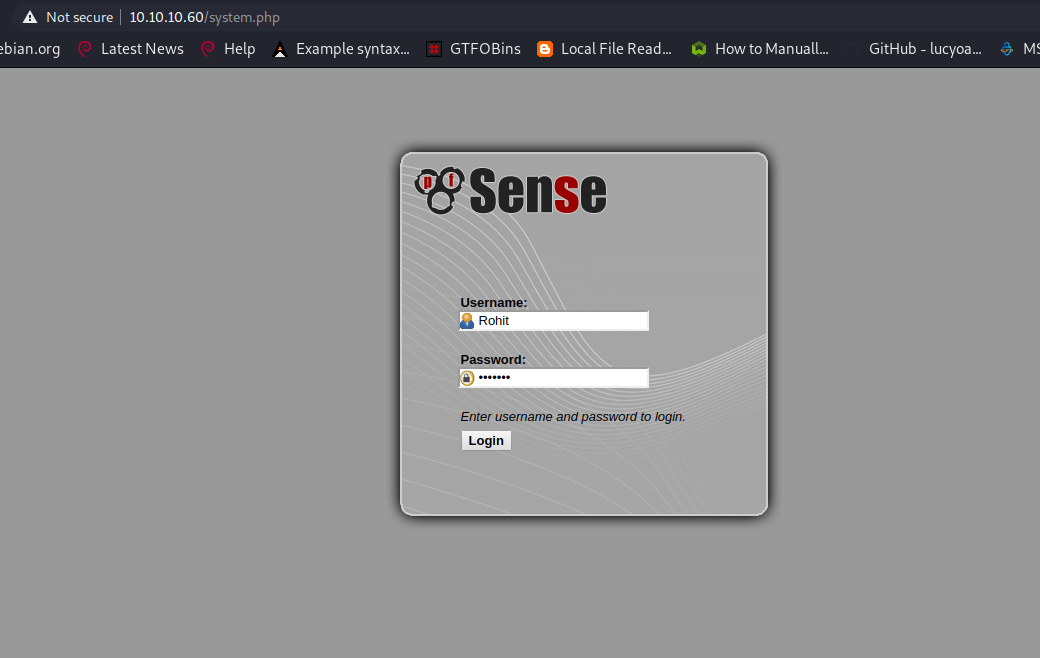 Not secure 10.10.10.60/system.php
ebian.org Latest News Help Example syntax... GTFOBins Local File Read... How to Manuall... GitHub - lucyoa... MS
pf Sense
Username:
Rohit
Password:
•••••••
Enter username and password to login.
Login